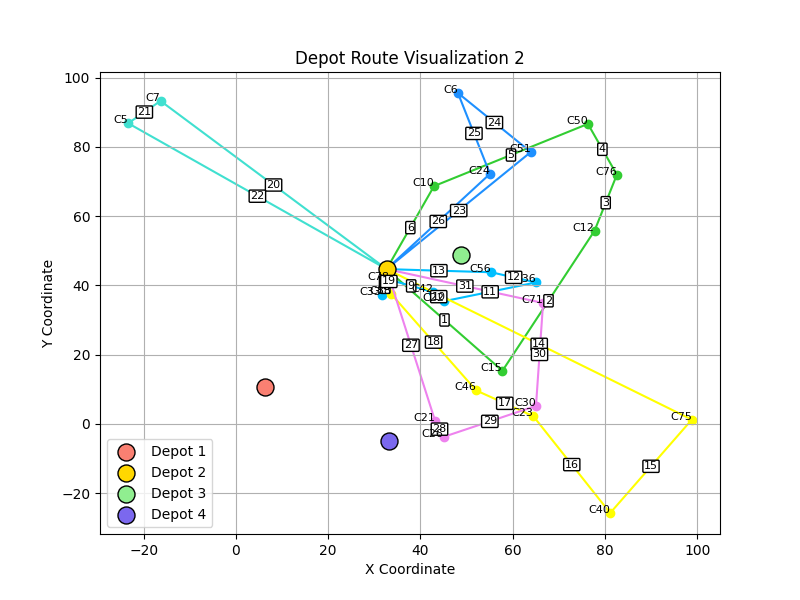 Depot Route Visualization 2
Y Coordinate
100
80
60
40
20
0
−20
C6
C7
C5
21
24
25
C50
C51
5
4
C76
3
C24
C10
20
22
23
26
6
C12
13
C56
12
C36
19
9
C42
31
11
C71
2
1
14
30
27
18
C15
C46
17
C30
C23
C75
C21
28
29
16
15
C40
Depot 1
Depot 2
Depot 3
Depot 4
−20
0
20
40
60
80
100
X Coordinate